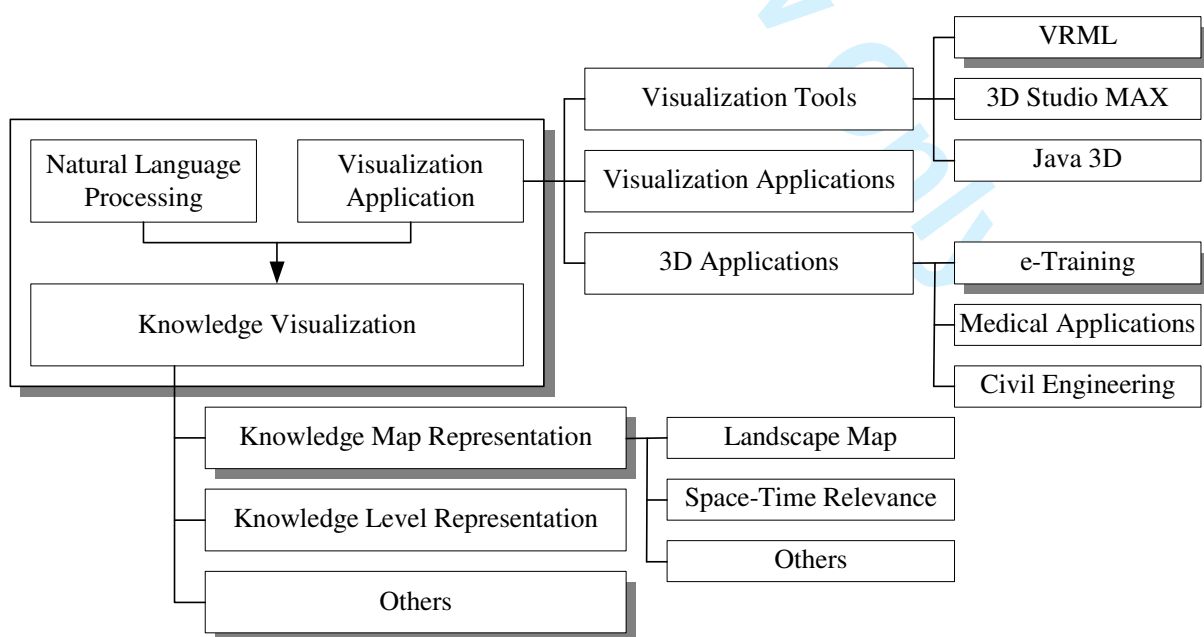 VRML
Visualization Tools
3D Studio MAX
Java 3D
Natural Language
Processing
Visualization
Application
Visualization Applications
3D Applications
e-Training
Medical Applications
Civil Engineering
Knowledge Visualization
Knowledge Map Representation
Landscape Map
Space-Time Relevance
Others
Knowledge Level Representation
Others
only